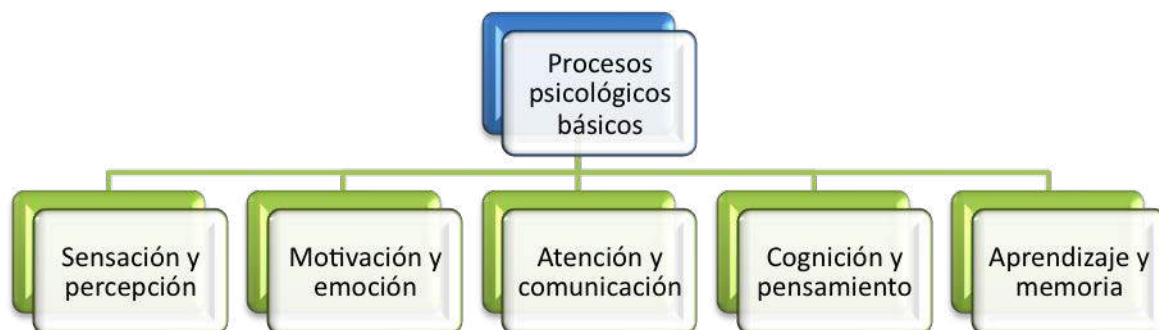 Procesos
psicológicos
básicos
Sensación y
percepción
Motivación y
emoción
Atención y
comunicación
Cognición y
pensamiento
Aprendizaje y
memoria